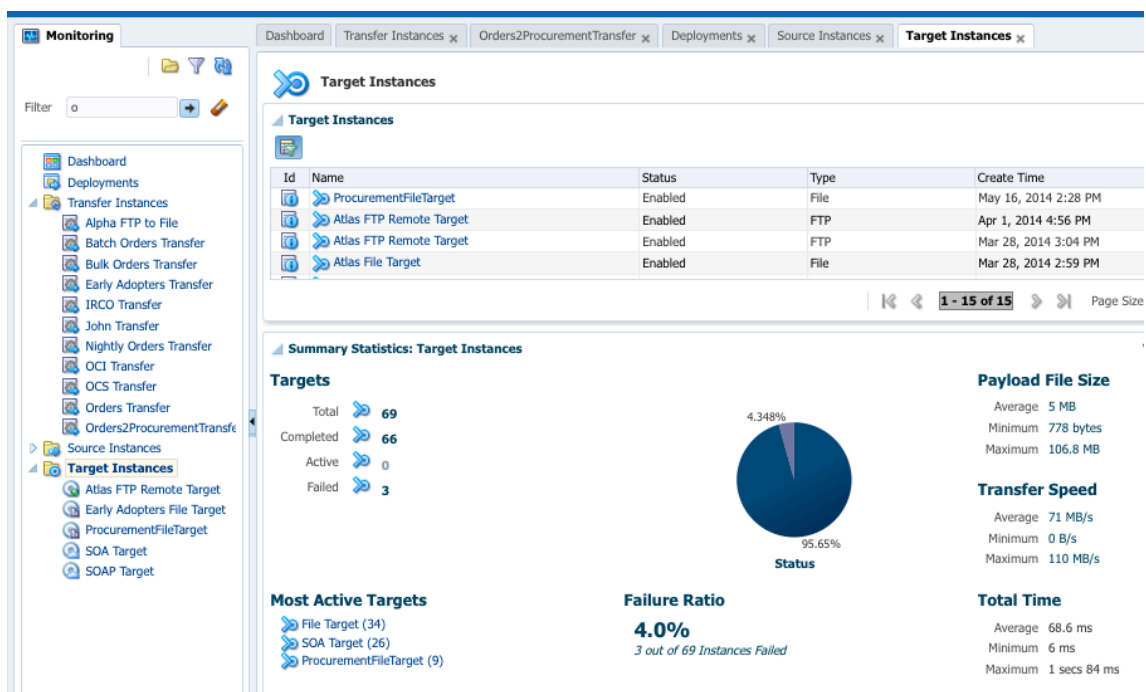 Monitoring
Filter o
Dashboard
Deployments
Transfer Instances
Alpha FTP to File
Batch Orders Transfer
Bulk Orders Transfer
Early Adopters Transfer
IRCO Transfer
John Transfer
Nightly Orders Transfer
OCI Transfer
OCS Transfer
Orders Transfer
Orders2ProcurementTransfe
Source Instances
Target Instances
Atlas FTP Remote Target
Early Adopters File Target
ProcurementFileTarget
SOA Target
SOAP Target
Dashboard Transfer Instances Orders2ProcurementTransfer Deployments Source Instances Target Instances
Target Instances
Target Instances
Id Name Status Type Create Time
ProcurementFileTarget Enabled File May 16, 2014 2:28 PM
Atlas FTP Remote Target Enabled FTP Apr 1, 2014 4:56 PM
Atlas FTP Remote Target Enabled FTP Mar 28, 2014 3:04 PM
Atlas File Target Enabled File Mar 28, 2014 2:59 PM
1 - 15 of 15 Page Size
Summary Statistics: Target Instances
Targets
Total 69
Completed 66
Active 0
Failed 3
4.348%
95.65%
Status
Payload File Size
Average 5 MB
Minimum 778 bytes
Maximum 106.8 MB
Transfer Speed
Average 71 MB/s
Minimum 0 B/s
Maximum 110 MB/s
Most Active Targets
File Target (34)
SOA Target (26)
ProcurementFileTarget (9)
Failure Ratio
4.0%
3 out of 69 Instances Failed
Total Time
Average 68.6 ms
Minimum 6 ms
Maximum 1 secs 84 ms